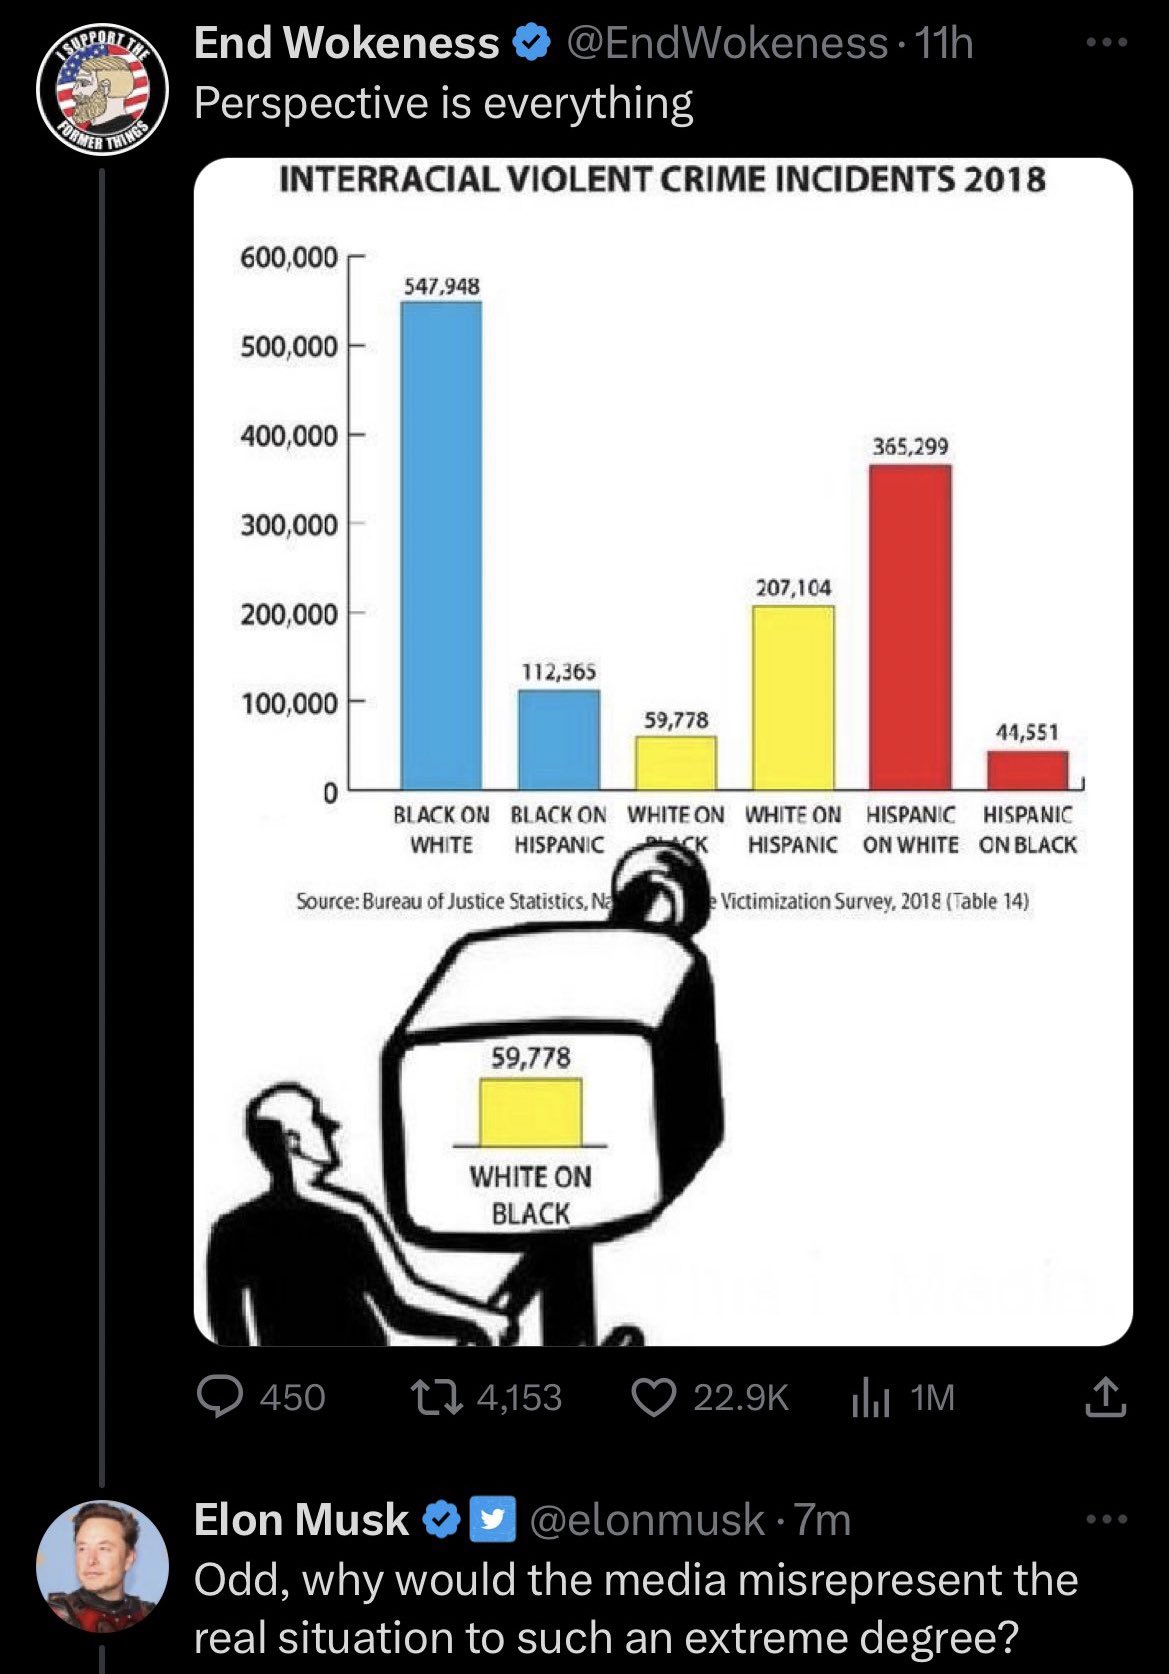 I SUPPORT THE
FORMER THINGS
End Wokeness @EndWokeness · 11h
Perspective is everything
INTERRACIAL VIOLENT CRIME INCIDENTS 2018
600,000
500,000
400,000
300,000
200,000
100,000
0
547,948
112,365
59,778
207,104
365,299
44,551
BLACK ON WHITE
BLACK ON HISPANIC
WHITE ON
WHITE ON HISPANIC
HISPANIC ON WHITE
HISPANIC ON BLACK
Source: Bureau of Justice Statistics, Victimization Survey, 2018 (Table 14)
59,778
WHITE ON
BLACK
450 4,153 22.9K 1M
Elon Musk @elonmusk · 7m
Odd, why would the media misrepresent the
real situation to such an extreme degree?